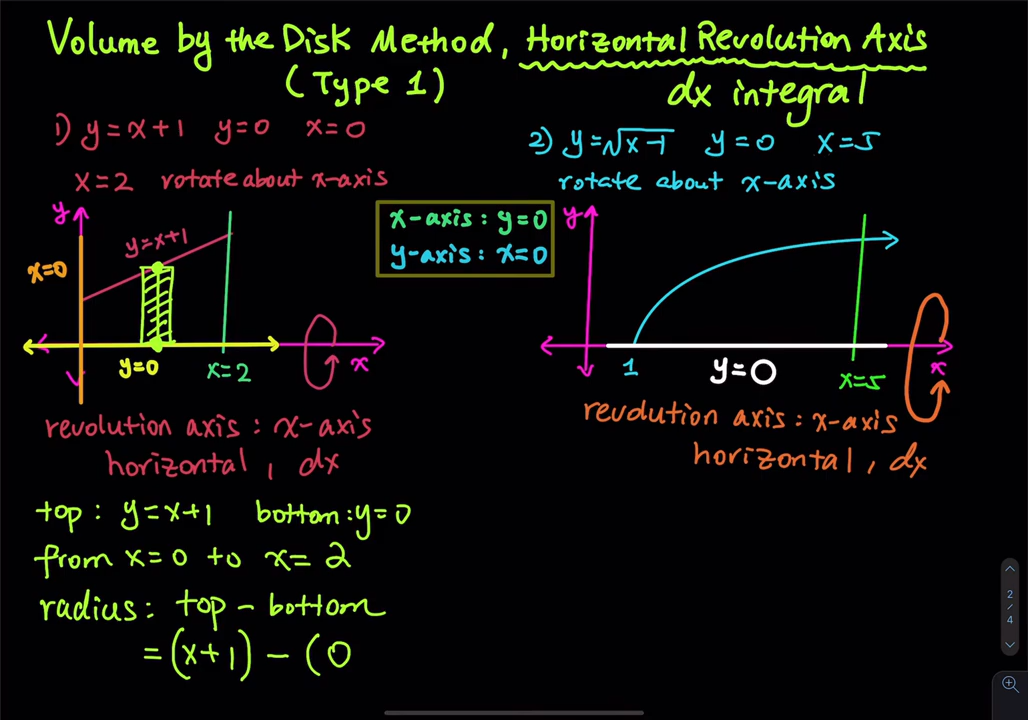 Volume by the Disk Method, Horizontal Revolution Axis
(Type 1) dx integral
1) y=x+1 y=0 x=0
x=2 rotate about x-axis
2) y=√x-1 y=0 x=5
rotate about x-axis
x-axis: y=0
y-axis: x=0
y
y=x+1
x=0
y=0
x=2
x
y
1
y=0
x=5
x
revolution axis: x-axis
horizontal, dx
revolution axis: x-axis
horizontal, dx
top: y=x+1 bottom: y=0
from x=0 to x=2
radius: top - bottom
=(x+1) - (0
2
/
4